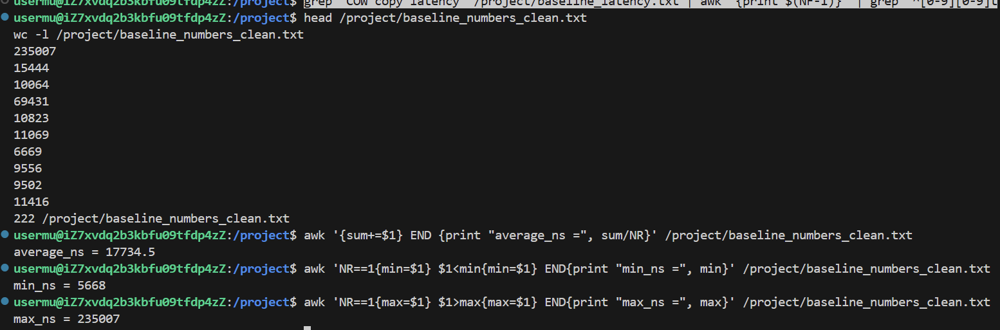 usermu@iZ7xvdq2b3kbfu09tfdp4zZ:/project$ grep COW copy latency /project/baseline_latency.txt | awk {print $(NF-1)} | grep ^[0-9][0-9]
usermu@iZ7xvdq2b3kbfu09tfdp4zZ:/project$ head /project/baseline_numbers_clean.txt
wc -l /project/baseline_numbers_clean.txt
235007
15444
10064
69431
10823
11069
6669
9556
9502
11416
222 /project/baseline_numbers_clean.txt
usermu@iZ7xvdq2b3kbfu09tfdp4zZ:/project$ awk '{sum+=$1} END {print "average_ns =", sum/NR}' /project/baseline_numbers_clean.txt
average_ns = 17734.5
usermu@iZ7xvdq2b3kbfu09tfdp4zZ:/project$ awk 'NR==1{min=$1} $1<min{min=$1} END{print "min_ns =", min}' /project/baseline_numbers_clean.txt
min_ns = 5668
usermu@iZ7xvdq2b3kbfu09tfdp4zZ:/project$ awk 'NR==1{max=$1} $1>max{max=$1} END{print "max_ns =", max}' /project/baseline_numbers_clean.txt
max_ns = 235007